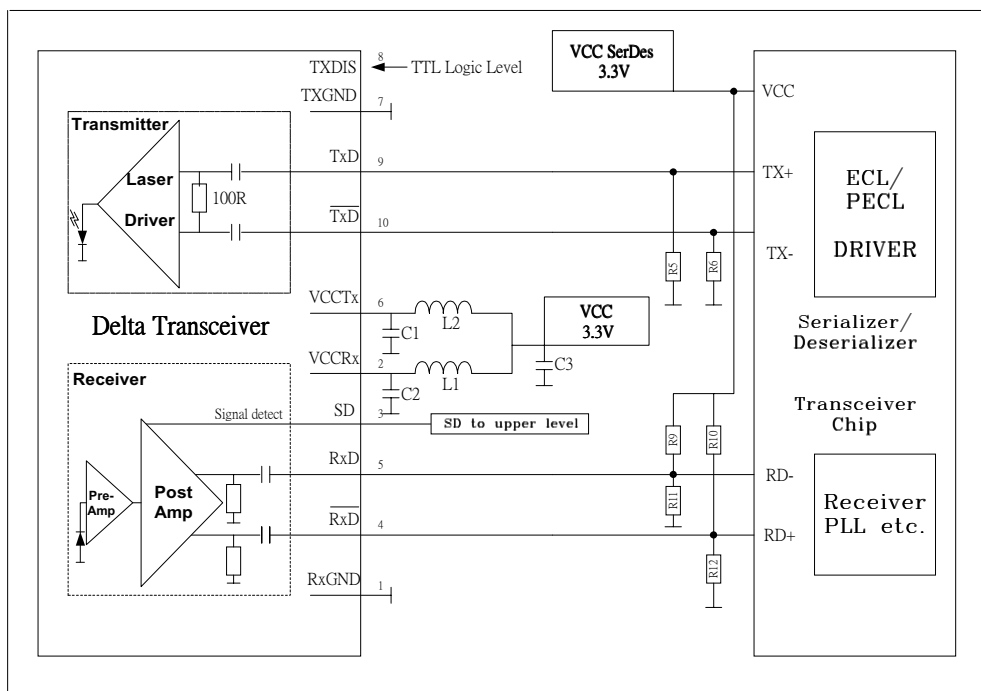 TXDIS
8
TTL Logic Level
VCC SerDes
3.3V
VCC
TXGND
7
Transmitter
Laser
Driver
100R
TxD
9
TX+
TxD
10
TX-
R5
R6
ECL/
PECL
DRIVER
VCCTx
6
C1
L2
VCC
3.3V
Delta Transceiver
Serializer/
Deserializer
VCCRx
2
C2
L1
C3
Receiver
Signal detect
SD
3
SD to upper level
Transceiver
Chip
R9
R10
RxD
5
RD-
Pre-
Amp
Post
Amp
R11
Receiver
PLL etc.
RxD
4
RD+
R12
RxGND
1